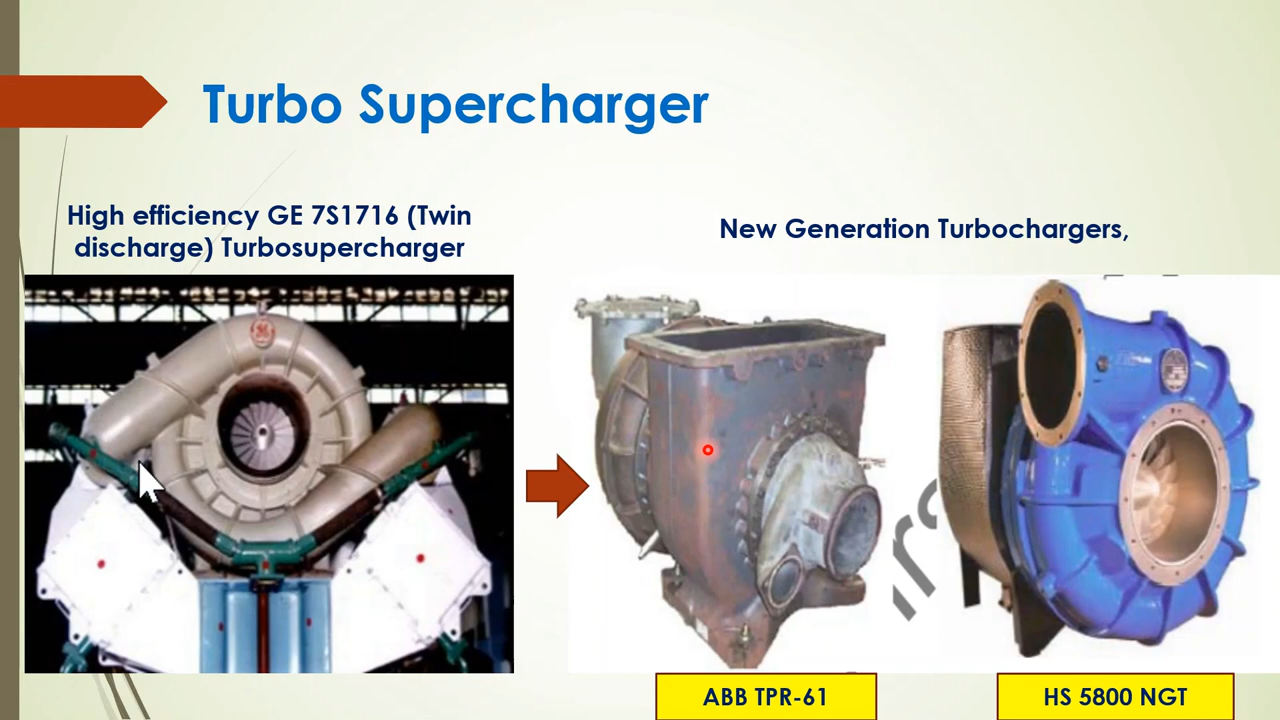 Turbo Supercharger
High efficiency GE 7S1716 (Twin
discharge) Turbosupercharger
New Generation Turbochargers,
ABB TPR-61
HS 5800 NGT